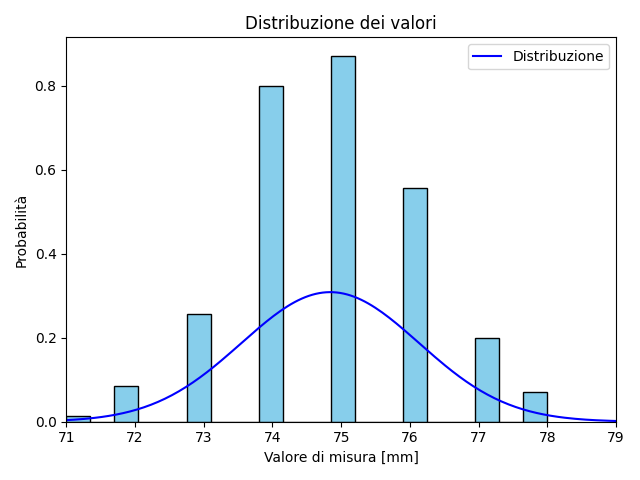 Distribuzione dei valori
Distribuzione
Probabilità
0.8
0.6
0.4
0.2
0.0
71 72 73 74 75 76 77 78 79
Valore di misura [mm]